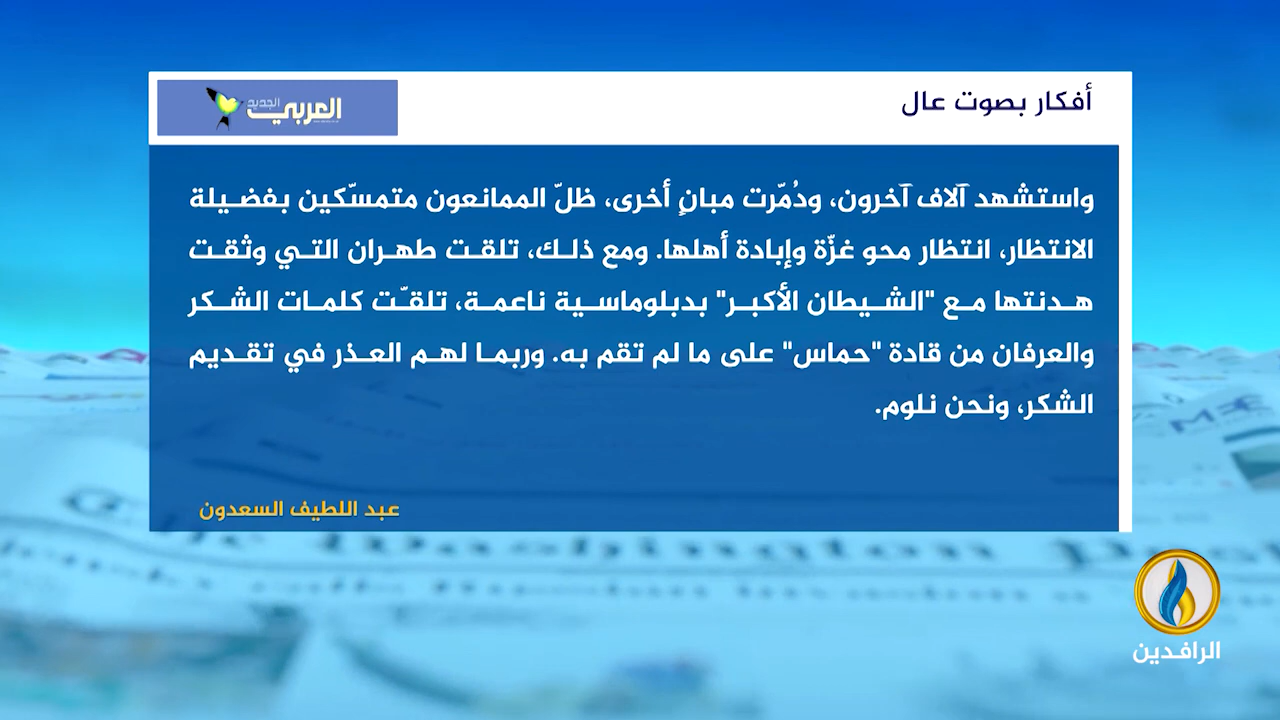 أفكار بصوت عال
العربي الجديد
واستشهد آلاف آخرون، ودُمّرت مبانٍ أخرى، ظلّ الممانعون متمسّكين بفضيلة
الانتظار، انتظار محو غزّة وإبادة أهلها. ومع ذلك، تلقت طهران التي وثقت
هدنتها مع "الشيطان الأكبر" بدبلوماسية ناعمة، تلقّت كلمات الشكر
والعرفان من قادة "حماس" على ما لم تقم به. وربما لهم العذر في تقديم
الشكر، ونحن نلوم.
عبد اللطيف السعدون
الرافدين